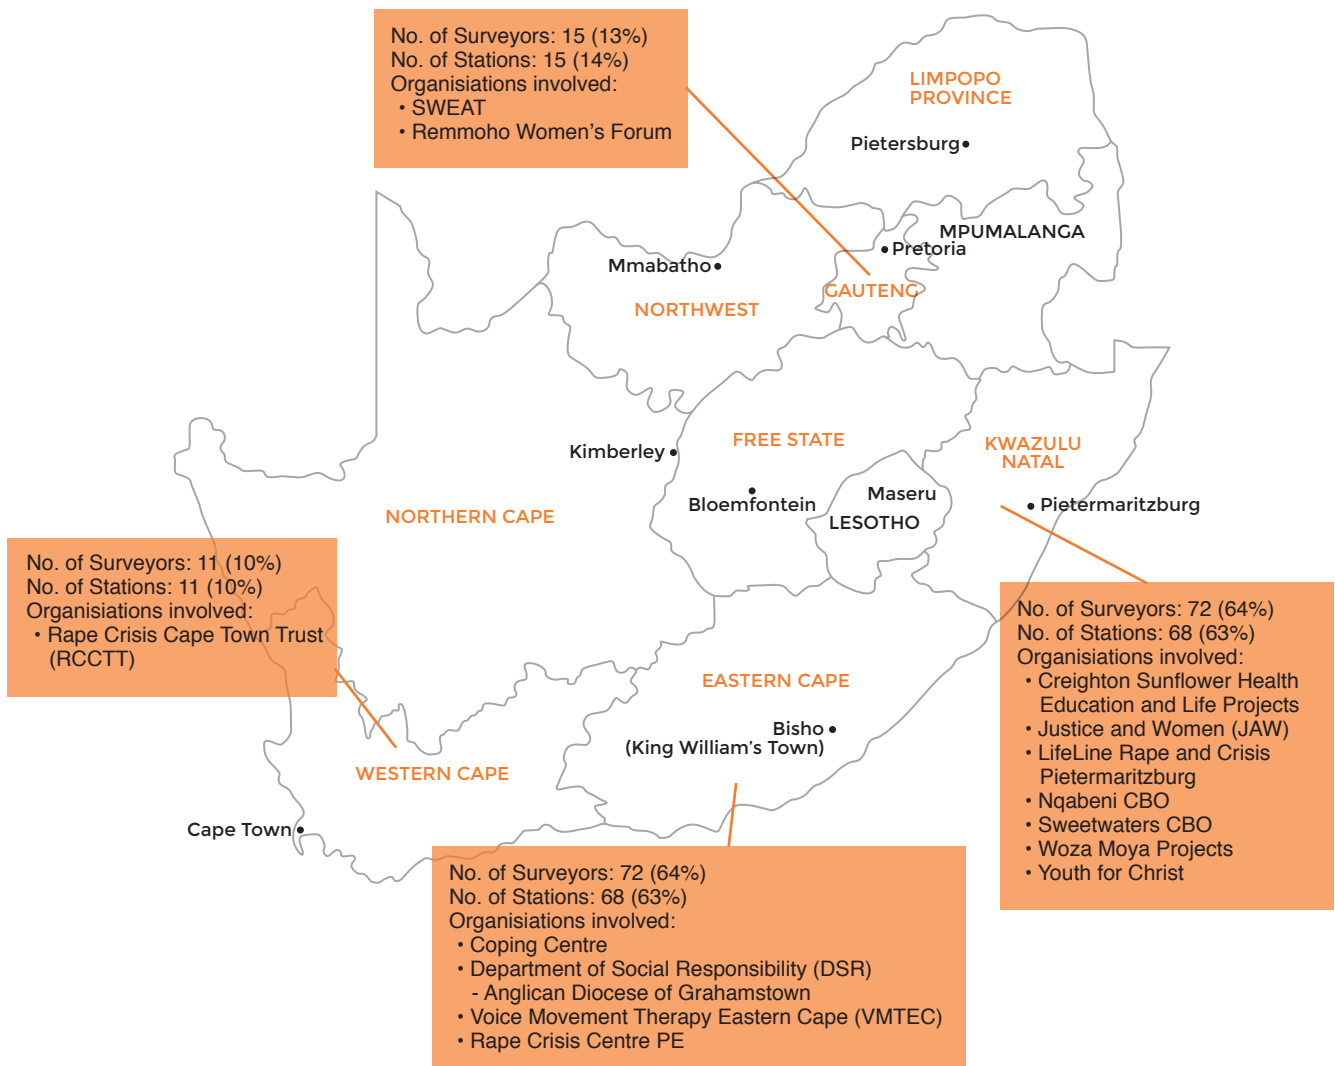 No. of Surveyors: 15 (13%)
No. of Stations: 15 (14%)
Organisiations involved:
• SWEAT
• Remmoho Women's Forum
LIMPOPO
PROVINCE
Pietersburg
MPUMALANGA
Pretoria
Mmabatho
GAUTENG
NORTHWEST
FREE STATE
KWAZULU
NATAL
Kimberley
Bloemfontein
Maseru
LESOTHO
Pietermaritzburg
NORTHERN CAPE
No. of Surveyors: 11 (10%)
No. of Stations: 11 (10%)
Organisiations involved:
• Rape Crisis Cape Town Trust
(RCCTT)
No. of Surveyors: 72 (64%)
No. of Stations: 68 (63%)
Organisiations involved:
• Creighton Sunflower Health
Education and Life Projects
• Justice and Women (JAW)
• LifeLine Rape and Crisis
Pietermaritzburg
• Nqabeni CBO
• Sweetwaters CBO
• Woza Moya Projects
• Youth for Christ
EASTERN CAPE
Bisho
(King William's Town)
WESTERN CAPE
Cape Town
No. of Surveyors: 72 (64%)
No. of Stations: 68 (63%)
Organisiations involved:
• Coping Centre
• Department of Social Responsibility (DSR)
- Anglican Diocese of Grahamstown
• Voice Movement Therapy Eastern Cape (VMTEC)
• Rape Crisis Centre PE